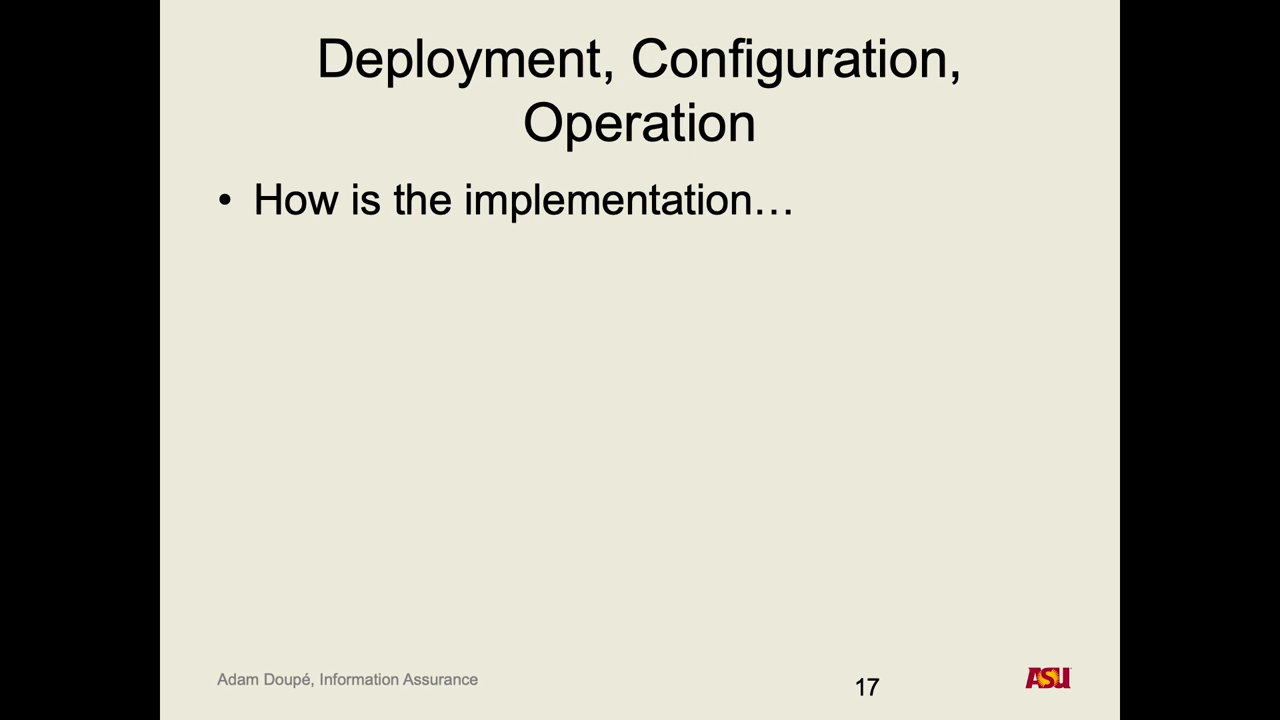 Deployment, Configuration,
Operation
• How is the implementation…
Adam Doupé, Information Assurance
17
ASU